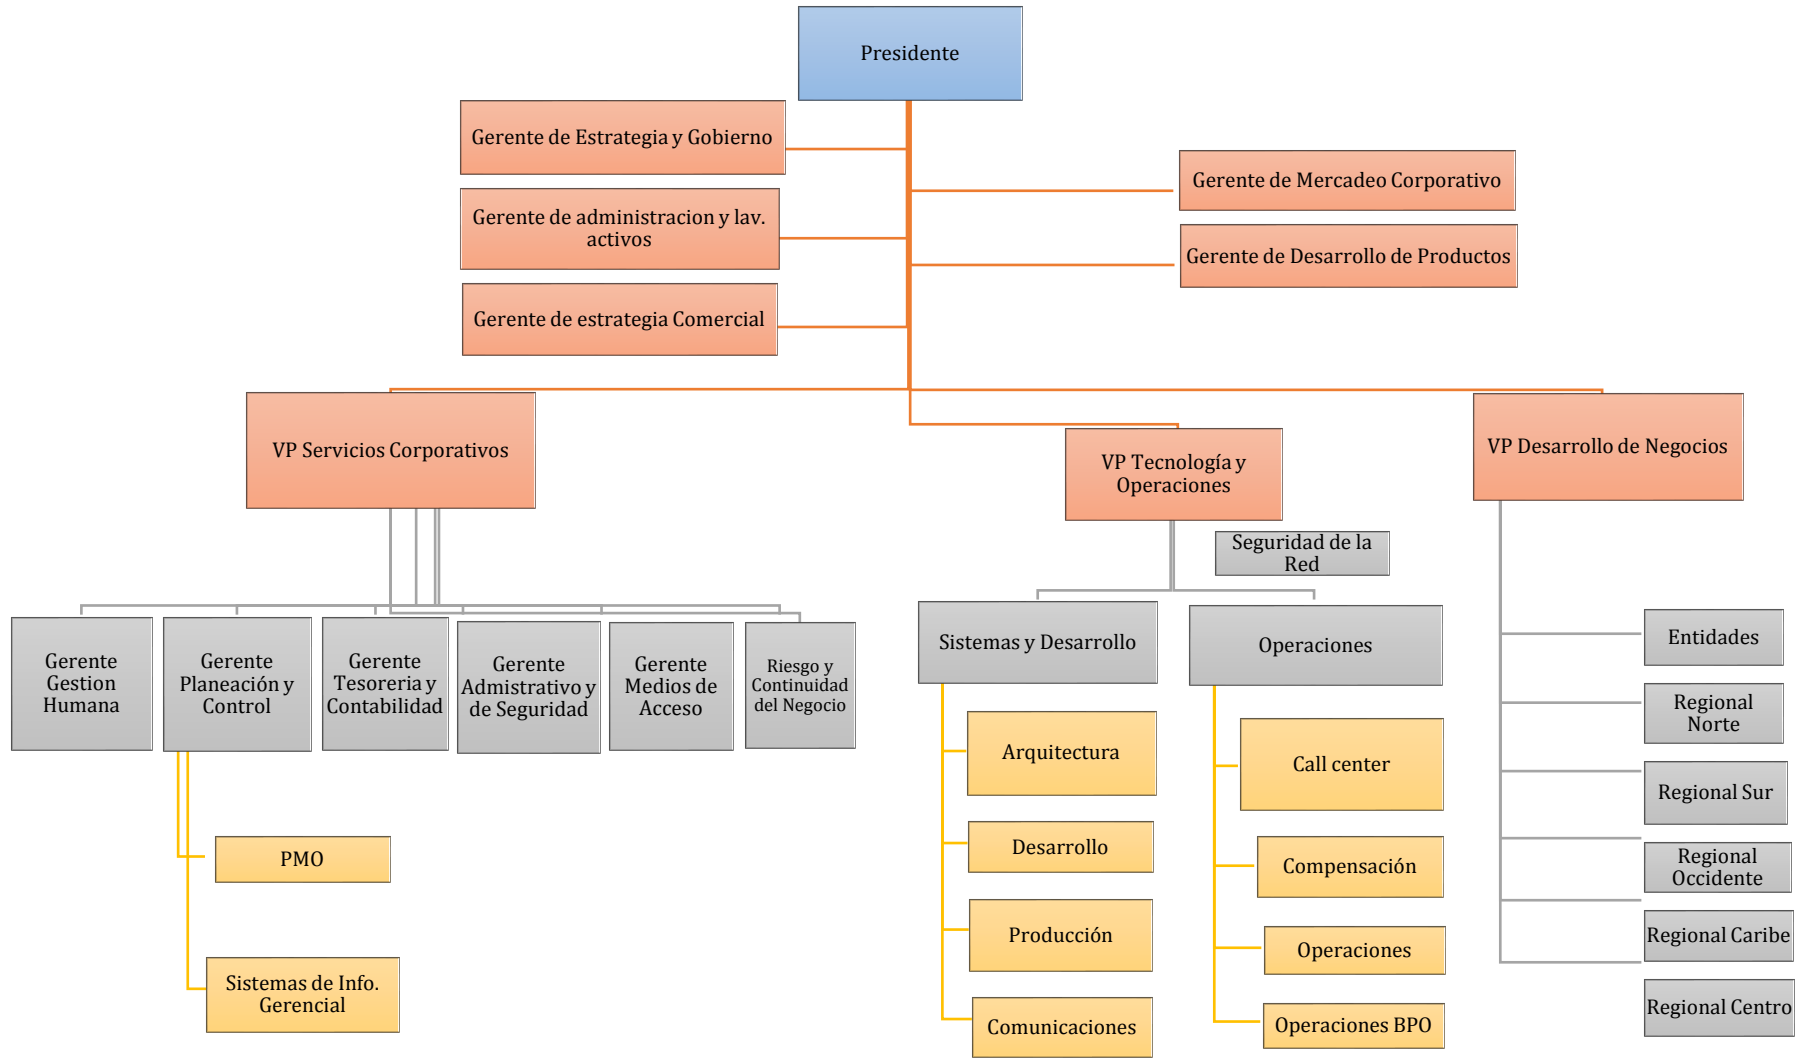 Presidente
Gerente de Estrategia y Gobierno
Gerente de Mercadeo Corporativo
Gerente de administracion y lav.
activos
Gerente de Desarrollo de Productos
Gerente de estrategia Comercial
VP Servicios Corporativos
VP Tecnología y
Operaciones
VP Desarrollo de Negocios
Seguridad de la
Red
Gerente
Gestion
Humana
Gerente
Planeación y
Control
Gerente
Tesoreria y
Contabilidad
Gerente
Admistrativo y
de Seguridad
Gerente
Medios de
Acceso
Riesgo y
Continuidad
del Negocio
PMO
Sistemas de Info.
Gerencial
Sistemas y Desarrollo
Arquitectura
Desarrollo
Producción
Comunicaciones
Operaciones
Call center
Compensación
Operaciones
Operaciones BPO
Entidades
Regional
Norte
Regional Sur
Regional
Occidente
Regional Caribe
Regional Centro